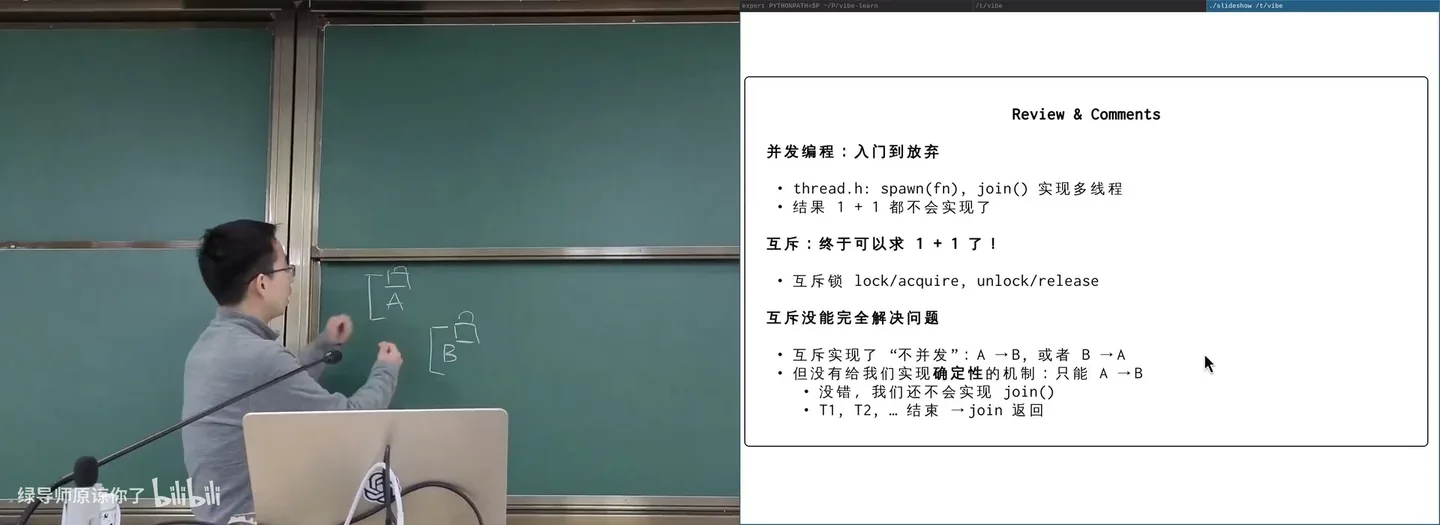 export PYTHONPATH=$P ~/P/vibe-learn
/t/vibe
./slideshow /t/vibe
Review & Comments
并发编程：入门到放弃
• thread.h: spawn(fn), join() 实现多线程
• 结果 1 + 1 都不会实现了
互斥：终于可以求 1 + 1 了！
• 互斥锁 lock/acquire, unlock/release
互斥没能完全解决问题
• 互斥实现了 “不并发”：A →B, 或者 B →A
• 但没有给我们实现确定性的机制：只能 A →B
• 没错, 我们还不会实现 join()
• T1, T2, … 结束 →join 返回
A
B
绿导师原谅你了 bilibili